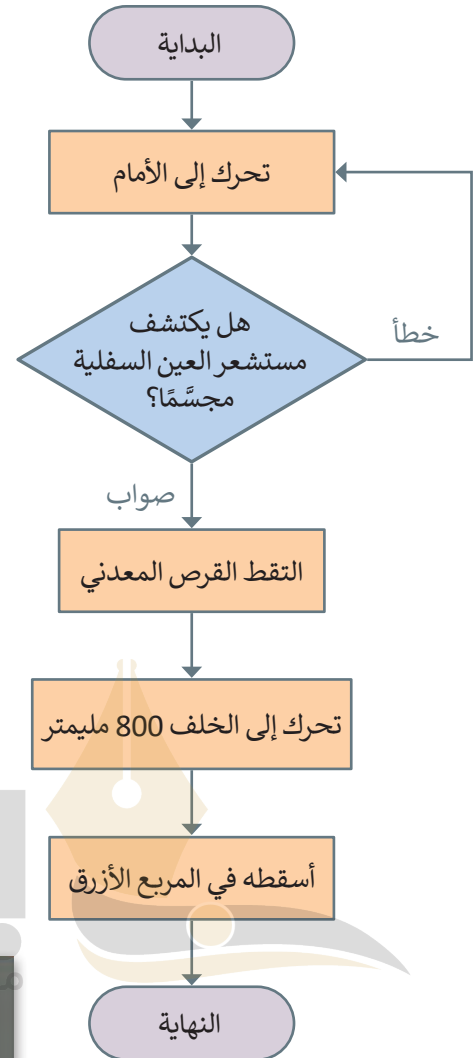 البداية
تحرك إلى الأمام
هل يكتشف
مستشعر العين السفلية
مجسَّمًا؟
خطأ
صواب
التقط القرص المعدني
تحرك إلى الخلف 800 مليمتر
أسقطه في المربع الأزرق
النهاية